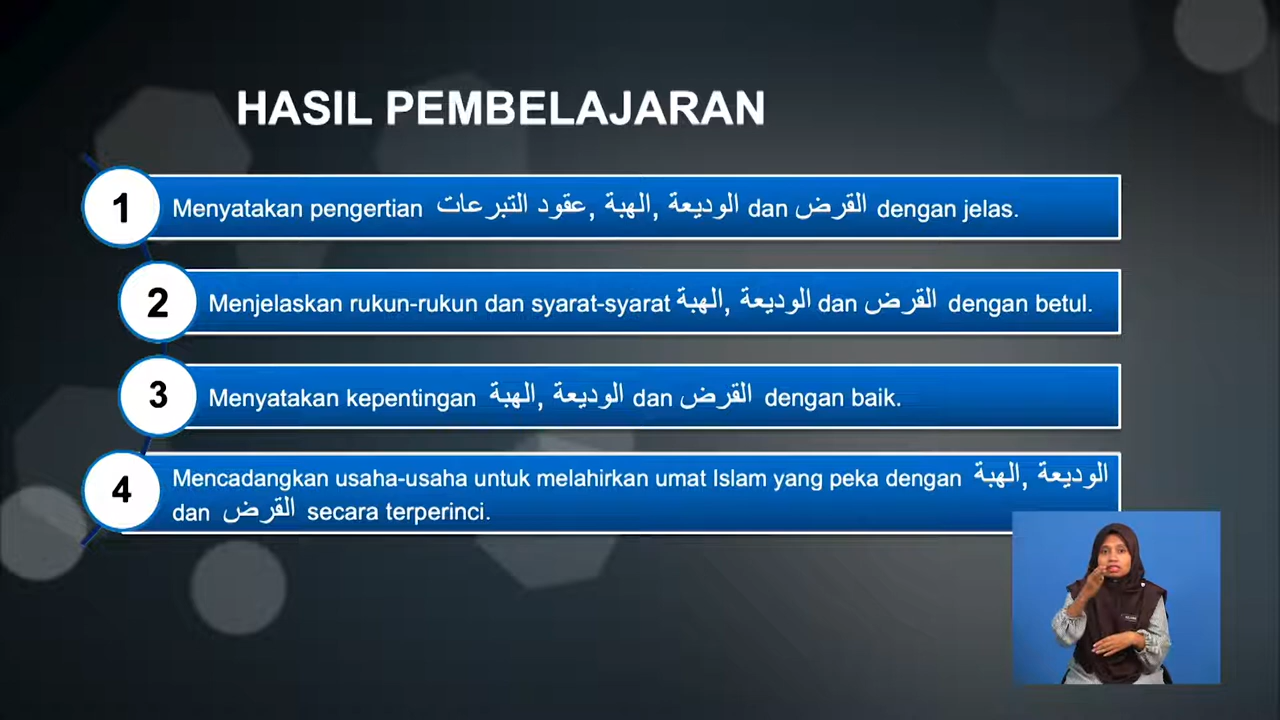 HASIL PEMBELAJARAN
1
Menyatakan pengertian عقود التبرعات, الهبة, الوديعة dan القرض dengan jelas.
2
Menjelaskan rukun-rukun dan syarat-syarat الهبة, الوديعة dan القرض dengan betul.
3
Menyatakan kepentingan الهبة, الوديعة dan القرض dengan baik.
4
Mencadangkan usaha-usaha untuk melahirkan umat Islam yang peka dengan الهبة, الوديعة
dan القرض secara terperinci.